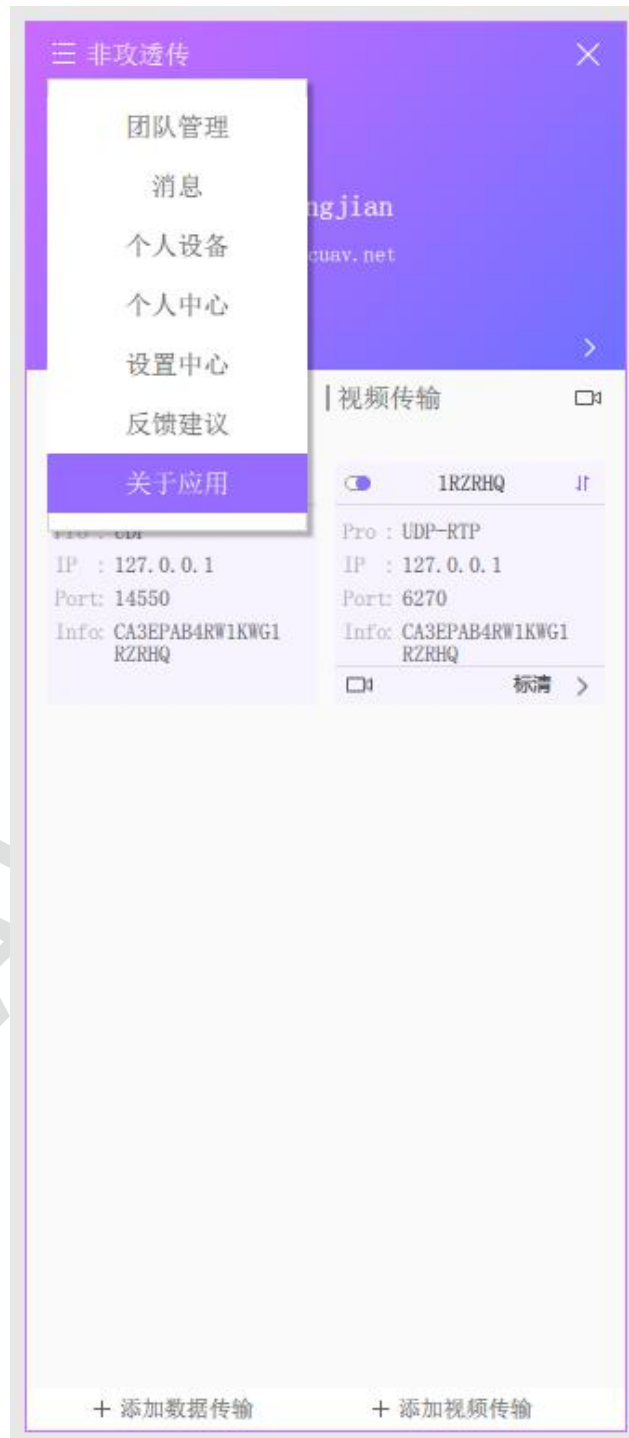 非攻透传
团队管理
消息
个人设备
个人中心
设置中心
反馈建议
关于应用
ngjian
cuav.net
视频传输
Pro : UDP
IP : 127.0.0.1
Port: 14550
Info: CA3EPAB4RW1KWG1
RZRHQ
1RZRHQ
Pro : UDP-RTP
IP : 127.0.0.1
Port: 6270
Info: CA3EPAB4RW1KWG1
RZRHQ
标清
+ 添加数据传输
+ 添加视频传输